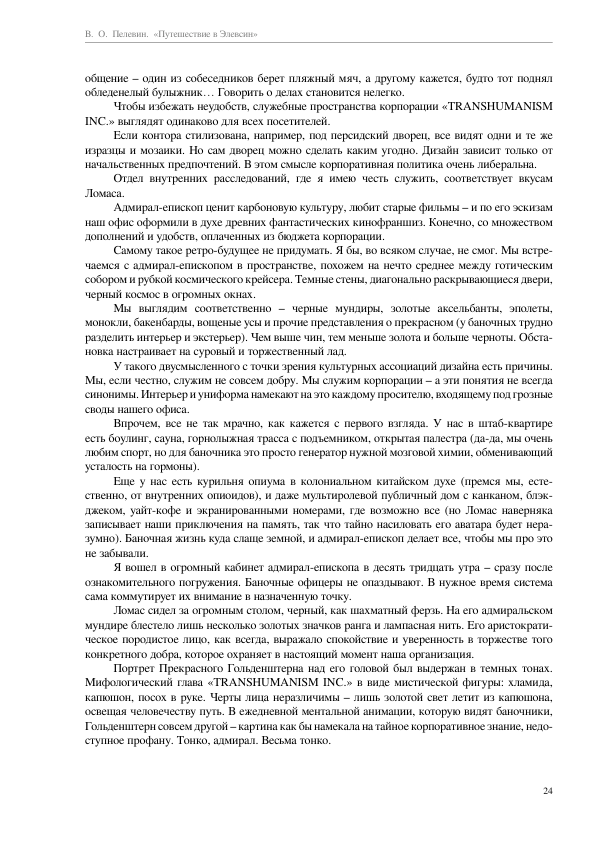 В. О. Пелевин. «Путешествие в Элевсин»
общение – один из собеседников берет пляжный мяч, а другому кажется, будто тот поднял
обледенелый булыжник… Говорить о делах становится нелегко.
Чтобы избежать неудобств, служебные пространства корпорации «TRANSHUMANISM
INC.» выглядят одинаково для всех посетителей.
Если контора стилизована, например, под персидский дворец, все видят одни и те же
изразцы и мозаики. Но сам дворец можно сделать каким угодно. Дизайн зависит только от
начальственных предпочтений. В этом смысле корпоративная политика очень либеральна.
Отдел внутренних расследований, где я имею честь служить, соответствует вкусам
Ломаса.
Адмирал-епископ ценит карбоновую культуру, любит старые фильмы – и по его эскизам
наш офис оформили в духе древних фантастических кинофраншиз. Конечно, со множеством
дополнений и удобств, оплаченных из бюджета корпорации.
Самому такое ретро-будущее не придумать. Я бы, во всяком случае, не смог. Мы встре-
чаемся с адмирал-епископом в пространстве, похожем на нечто среднее между готическим
собором и рубкой космического крейсера. Темные стены, диагонально раскрывающиеся двери,
черный космос в огромных окнах.
Мы выглядим соответственно – черные мундиры, золотые аксельбанты, эполеты,
монокли, бакенбарды, вощеные усы и прочие представления о прекрасном (у баночных трудно
разделить интерьер и экстерьер). Чем выше чин, тем меньше золота и больше черноты. Обста-
новка настраивает на суровый и торжественный лад.
У такого двусмысленного с точки зрения культурных ассоциаций дизайна есть причины.
Мы, если честно, служим не совсем добру. Мы служим корпорации – а эти понятия не всегда
синонимы. Интерьер и униформа намекают на это каждому просителю, входящему под грозные
своды нашего офиса.
Впрочем, все не так мрачно, как кажется с первого взгляда. У нас в штаб-квартире
есть боулинг, сауна, горнолыжная трасса с подъемником, открытая палестра (да-да, мы очень
любим спорт, но для баночника это просто генератор нужной мозговой химии, обменивающий
усталость на гормоны).
Еще у нас есть курильня опиума в колониальном китайском духе (премся мы, есте-
ственно, от внутренних опиоидов), и даже мультиролевой публичный дом с канканом, блэк-
джеком, уайт-кофе и экранированными номерами, где возможно все (но Ломас наверняка
записывает наши приключения на память, так что тайно насиловать его аватара будет нера-
зумно). Баночная жизнь куда слаще земной, и адмирал-епископ делает все, чтобы мы про это
не забывали.
Я вошел в огромный кабинет адмирал-епископа в десять тридцать утра – сразу после
ознакомительного погружения. Баночные офицеры не опаздывают. В нужное время система
сама коммутирует их внимание в назначенную точку.
Ломас сидел за огромным столом, черный, как шахматный ферзь. На его адмиральском
мундире блестело лишь несколько золотых значков ранга и лампасная нить. Его аристократи-
ческое породистое лицо, как всегда, выражало спокойствие и уверенность в торжестве того
конкретного добра, которое охраняет в настоящий момент наша организация.
Портрет Прекрасного Гольденштерна над его головой был выдержан в темных тонах.
Мифологический глава «TRANSHUMANISM INC.» в виде мистической фигуры: хламида,
капюшон, посох в руке. Черты лица неразличимы – лишь золотой свет летит из капюшона,
освещая человечеству путь. В ежедневной ментальной анимации, которую видят баночники,
Гольденштерн совсем другой – картина как бы намекала на тайное корпоративное знание, недо-
ступное профану. Тонко, адмирал. Весьма тонко.
24